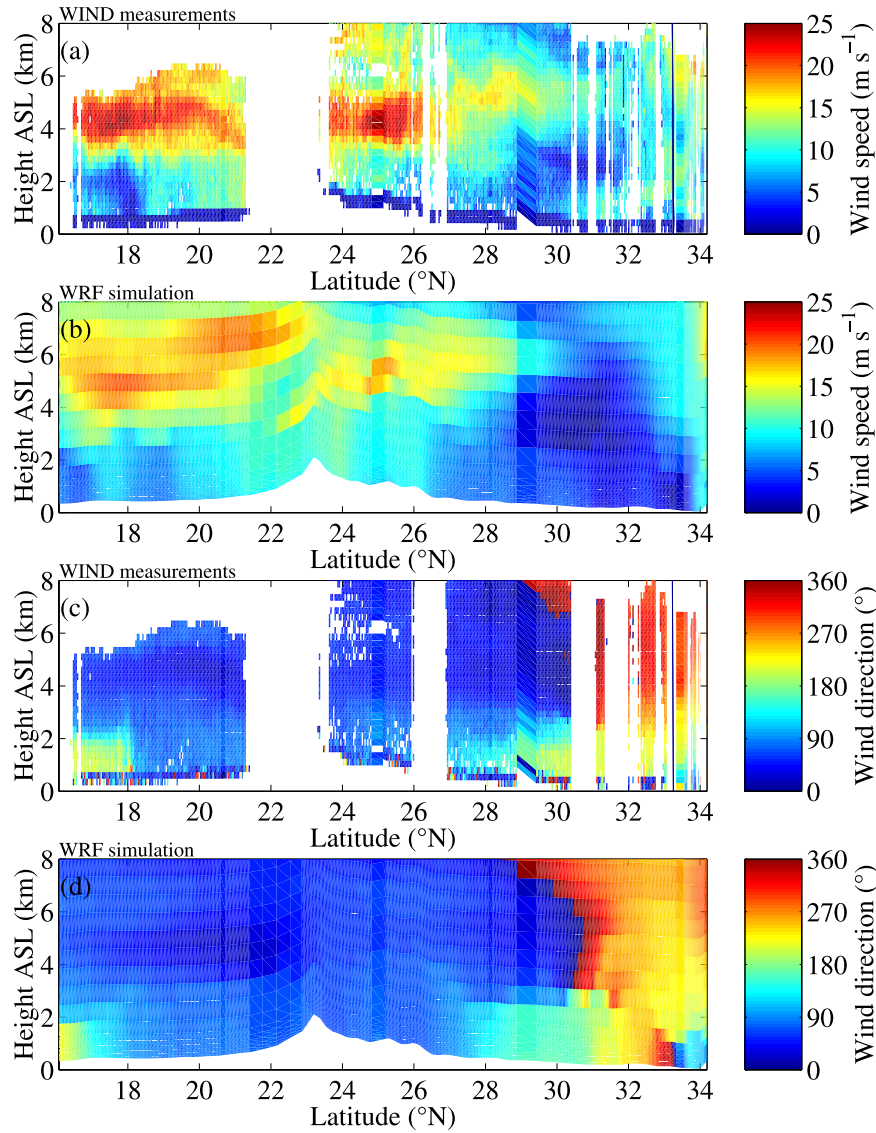 WIND measurements
(a)
Height ASL (km)
8
6
4
2
0
18 20 22 24 26 28 30 32 34
Latitude (°N)
25
20
15
10
5
0
Wind speed (m s⁻¹)
WRF simulation
(b)
Height ASL (km)
8
6
4
2
0
18 20 22 24 26 28 30 32 34
Latitude (°N)
25
20
15
10
5
0
Wind speed (m s⁻¹)
WIND measurements
(c)
Height ASL (km)
8
6
4
2
0
18 20 22 24 26 28 30 32 34
Latitude (°N)
360
270
180
90
0
Wind direction (°)
WRF simulation
(d)
Height ASL (km)
8
6
4
2
0
18 20 22 24 26 28 30 32 34
Latitude (°N)
360
270
180
90
0
Wind direction (°)